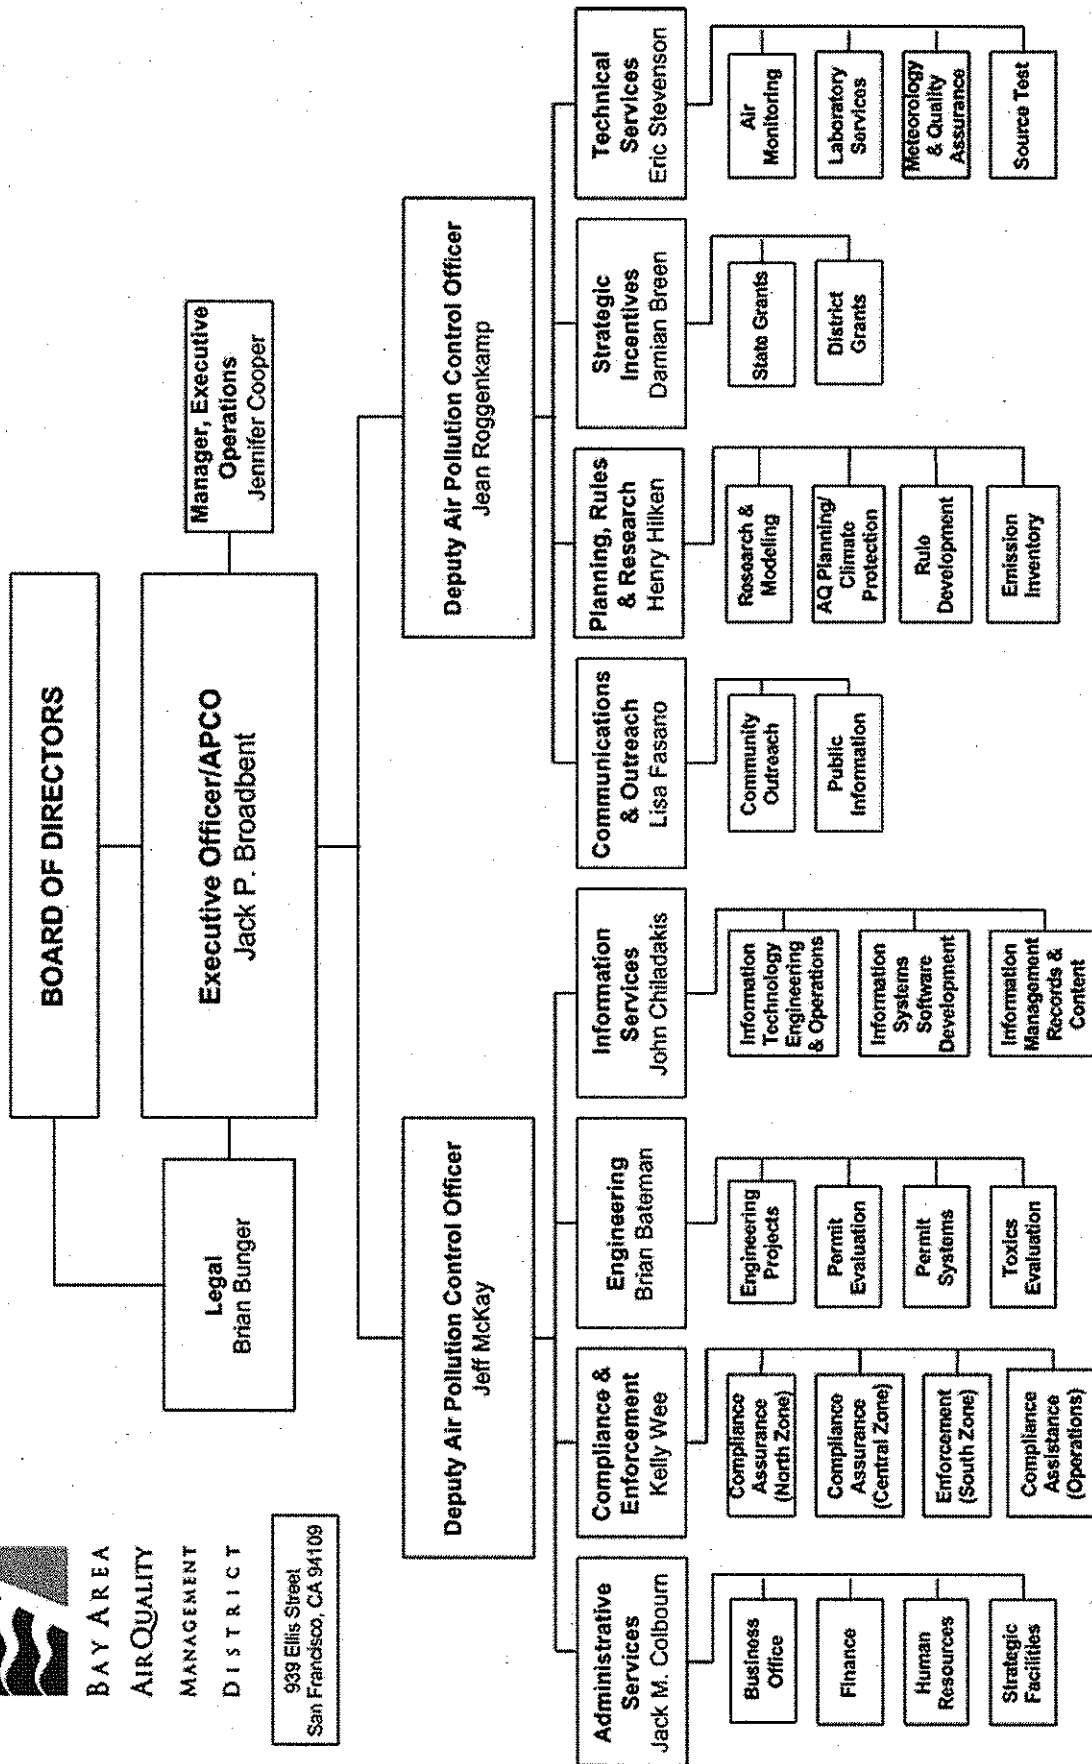 BAY AREA
AIRQUALITY
MANAGEMENT
DISTRICT
939 Ellis Street
San Francisco, CA 94109
BOARD OF DIRECTORS
Legal
Brian Bunger
Executive Officer/APCO
Jack P. Broadbent
Manager, Executive
Operations
Jennifer Cooper
Deputy Air Pollution Control Officer
Jeff McKay
Deputy Air Pollution Control Officer
Jean Roggenkamp
Administrative
Services
Jack M. Colbourn
Business
Office
Finance
Human
Resources
Strategic
Facilities
Compliance &
Enforcement
Kelly Wee
Compliance
Assurance
(North Zone)
Compliance
Assurance
(Central Zone)
Enforcement
(South Zone)
Compliance
Assistance
(Operations)
Engineering
Brian Bateman
Engineering
Projects
Permit
Evaluation
Permit
Systems
Toxics
Evaluation
Information
Services
John Chiladakis
Information
Technology
Engineering
& Operations
Information
Systems
Software
Development
Information
Management
Records &
Content
Communications
& Outreach
Lisa Fasano
Community
Outreach
Public
Information
Planning, Rules
& Research
Henry Hilken
Research &
Modeling
AQ Planning/
Climate
Protection
Rule
Development
Emission
Inventory
Strategic
Incentives
Damian Breen
State Grants
District
Grants
Technical
Services
Eric Stevenson
Air
Monitoring
Laboratory
Services
Meteorology
& Quality
Assurance
Source Test